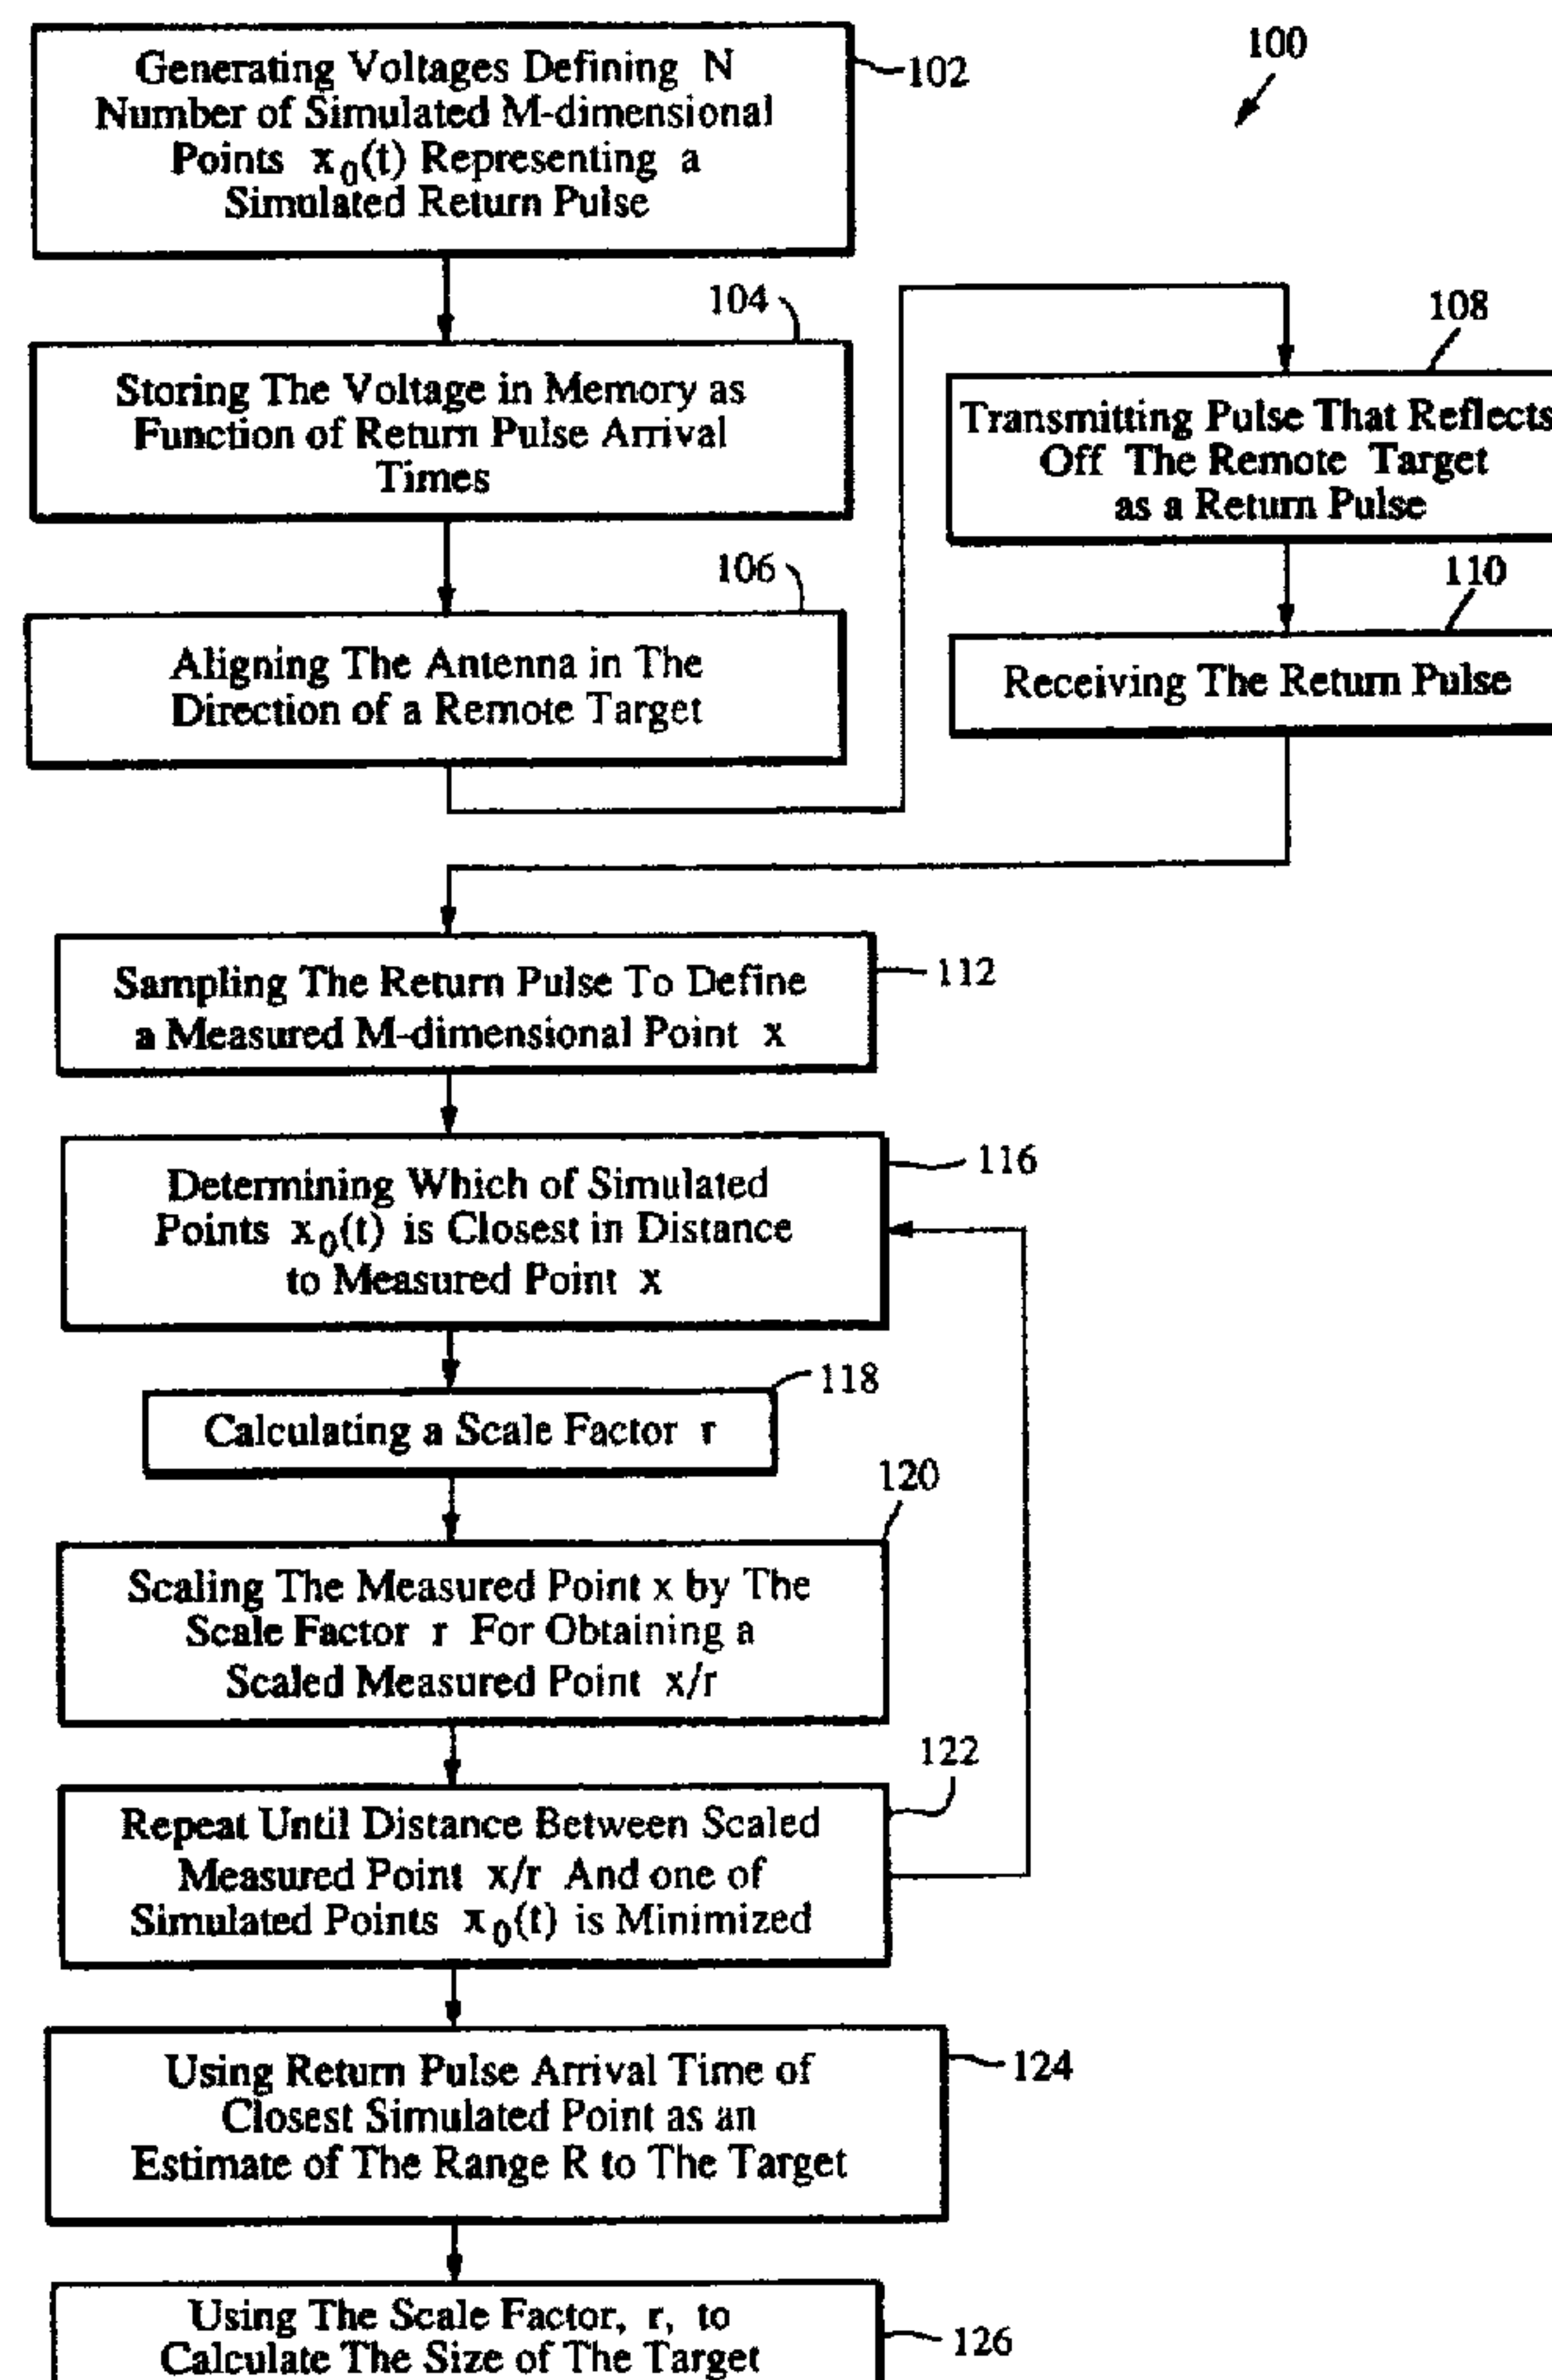 100
Generating Voltages Defining N
Number of Simulated M-dimensional
Points x₀(t) Representing a
Simulated Return Pulse
102
104
Storing The Voltage in Memory as
Function of Return Pulse Arrival
Times
106
Aligning The Antenna in The
Direction of a Remote Target
108
Transmitting Pulse That Reflects
Off The Remote Target
as a Return Pulse
110
Receiving The Return Pulse
Sampling The Return Pulse To Define
a Measured M-dimensional Point x
112
Determining Which of Simulated
Points x₀(t) is Closest in Distance
to Measured Point x
116
118
Calculating a Scale Factor r
120
Scaling The Measured Point x by The
Scale Factor r For Obtaining a
Scaled Measured Point x/r
122
Repeat Until Distance Between Scaled
Measured Point x/r And one of
Simulated Points x₀(t) is Minimized
Using Return Pulse Arrival Time of
Closest Simulated Point as an
Estimate of The Range R to The Target
124
Using The Scale Factor, r, to
Calculate The Size of The Target
126